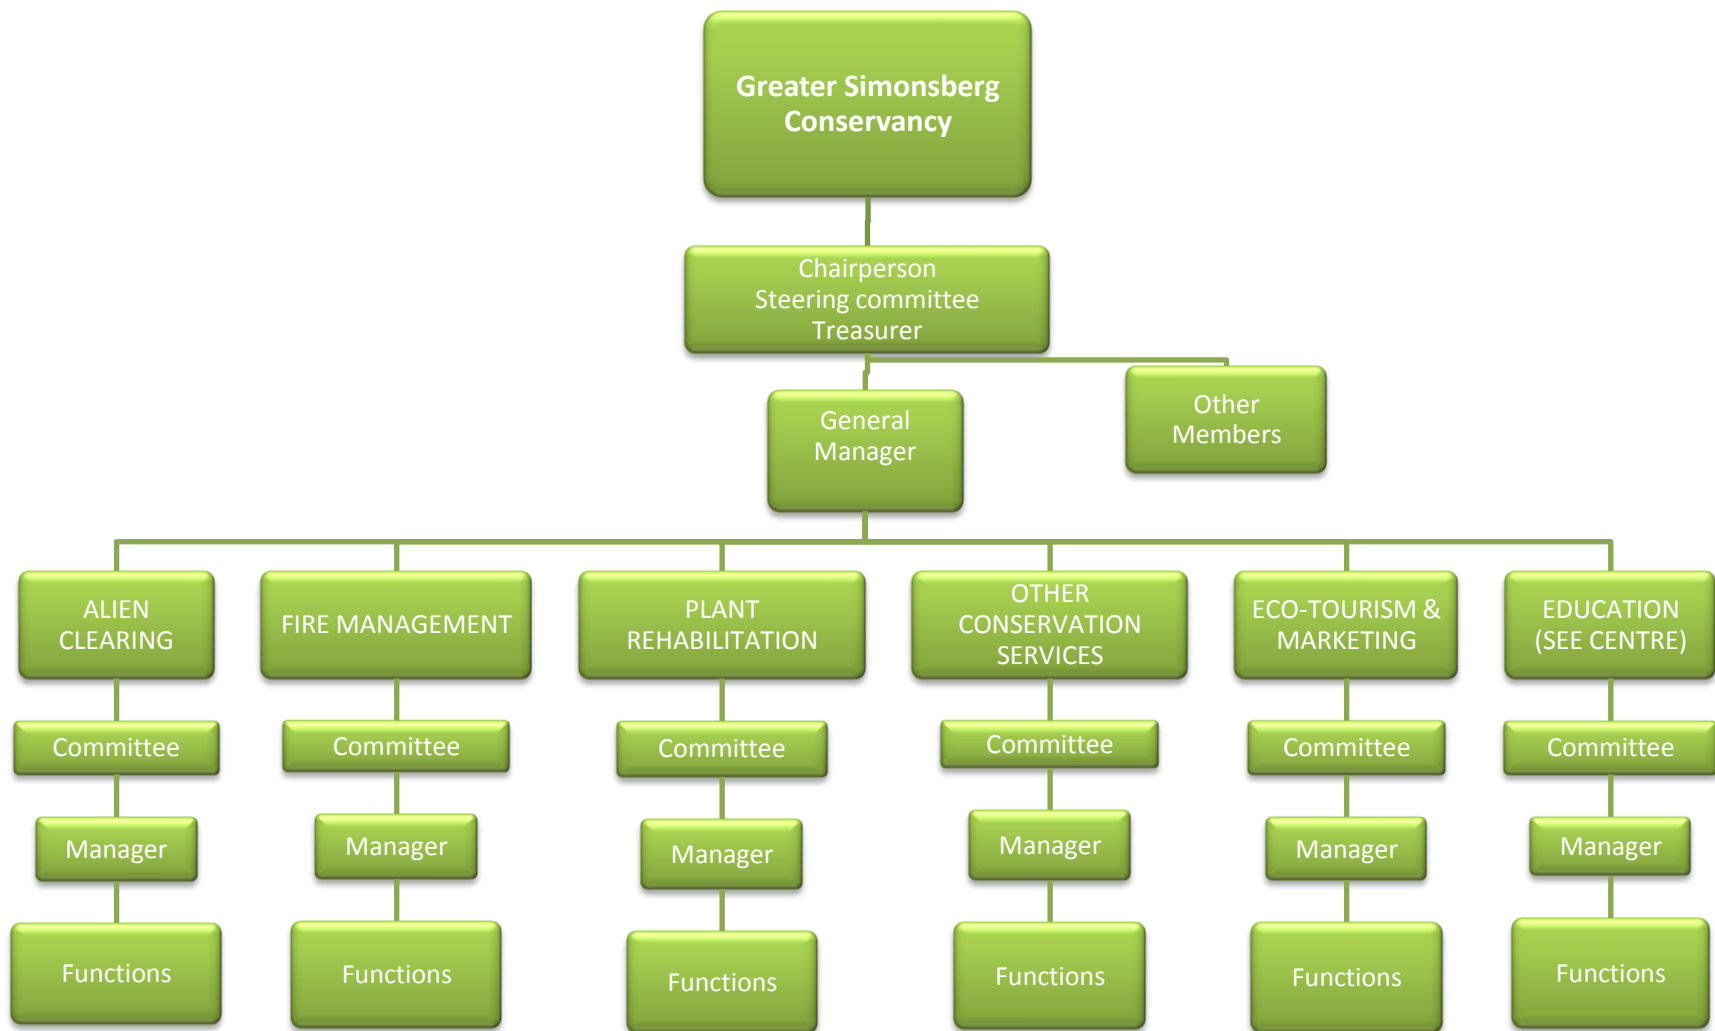 Greater Simonsberg
Conservancy
Chairperson
Steering committee
Treasurer
General
Manager
Other
Members
ALIEN
CLEARING
FIRE MANAGEMENT
PLANT
REHABILITATION
OTHER
CONSERVATION
SERVICES
ECO-TOURISM &
MARKETING
EDUCATION
(SEE CENTRE)
Committee
Committee
Committee
Committee
Committee
Committee
Manager
Manager
Manager
Manager
Manager
Manager
Functions
Functions
Functions
Functions
Functions
Functions